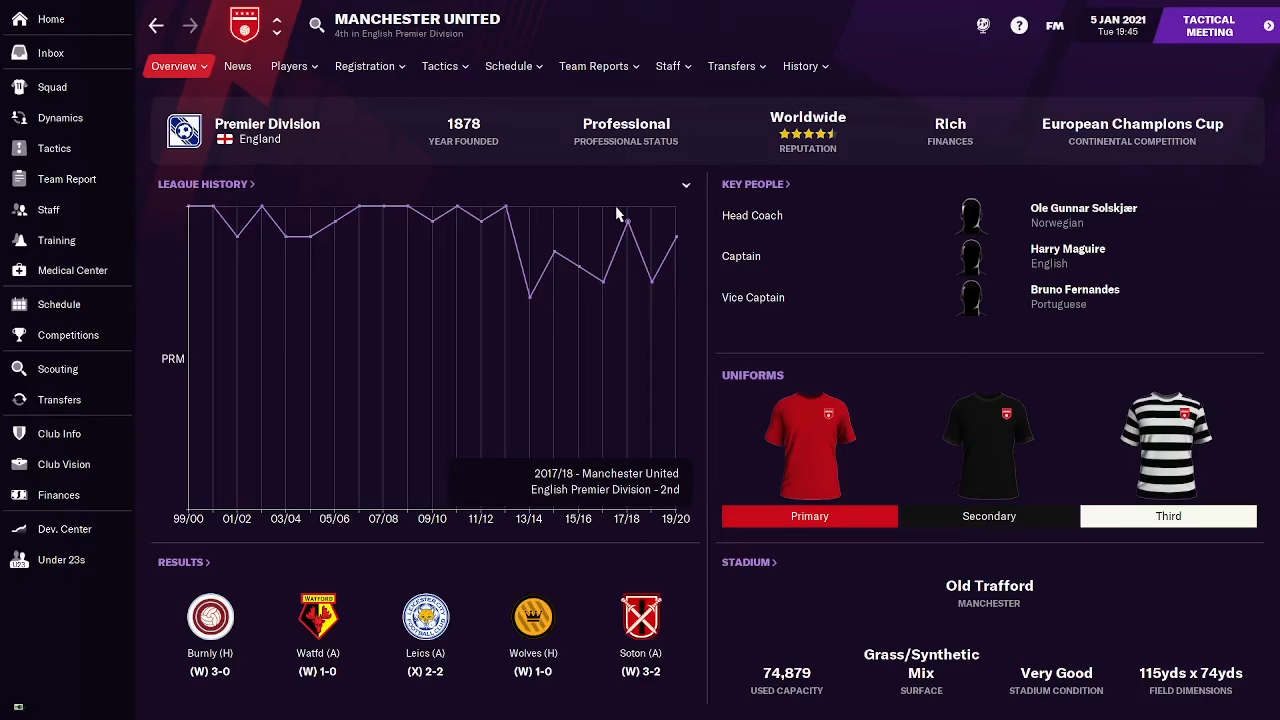 Home
Inbox
Squad
Dynamics
Tactics
Team Report
Staff
Training
Medical Center
Schedule
Competitions
Scouting
Transfers
Club Info
Club Vision
Finances
Dev. Center
Under 23s
MANCHESTER UNITED
4th in English Premier Division
FM
5 JAN 2021
Tue 19:45
TACTICAL
MEETING
Overview News Players Registration Tactics Schedule Team Reports Staff Transfers History
Premier Division
England
1878
YEAR FOUNDED
Professional
PROFESSIONAL STATUS
Worldwide
REPUTATION
Rich
FINANCES
European Champions Cup
CONTINENTAL COMPETITION
LEAGUE HISTORY
PRM
2017/18 - Manchester United
English Premier Division - 2nd
99/00 01/02 03/04 05/06 07/08 09/10 11/12 13/14 15/16 17/18 19/20
KEY PEOPLE
Head Coach
Ole Gunnar Solskjær
Norwegian
Captain
Harry Maguire
English
Vice Captain
Bruno Fernandes
Portuguese
UNIFORMS
Primary
Secondary
Third
RESULTS
WATFORD
Burnly (H)
(W) 3-0
Watfd (A)
(W) 1-0
Leics (A)
(X) 2-2
Wolves (H)
(W) 1-0
Soton (A)
(W) 3-2
STADIUM
Old Trafford
MANCHESTER
74,879
USED CAPACITY
Grass/Synthetic
Mix
SURFACE
Very Good
STADIUM CONDITION
115yds x 74yds
FIELD DIMENSIONS